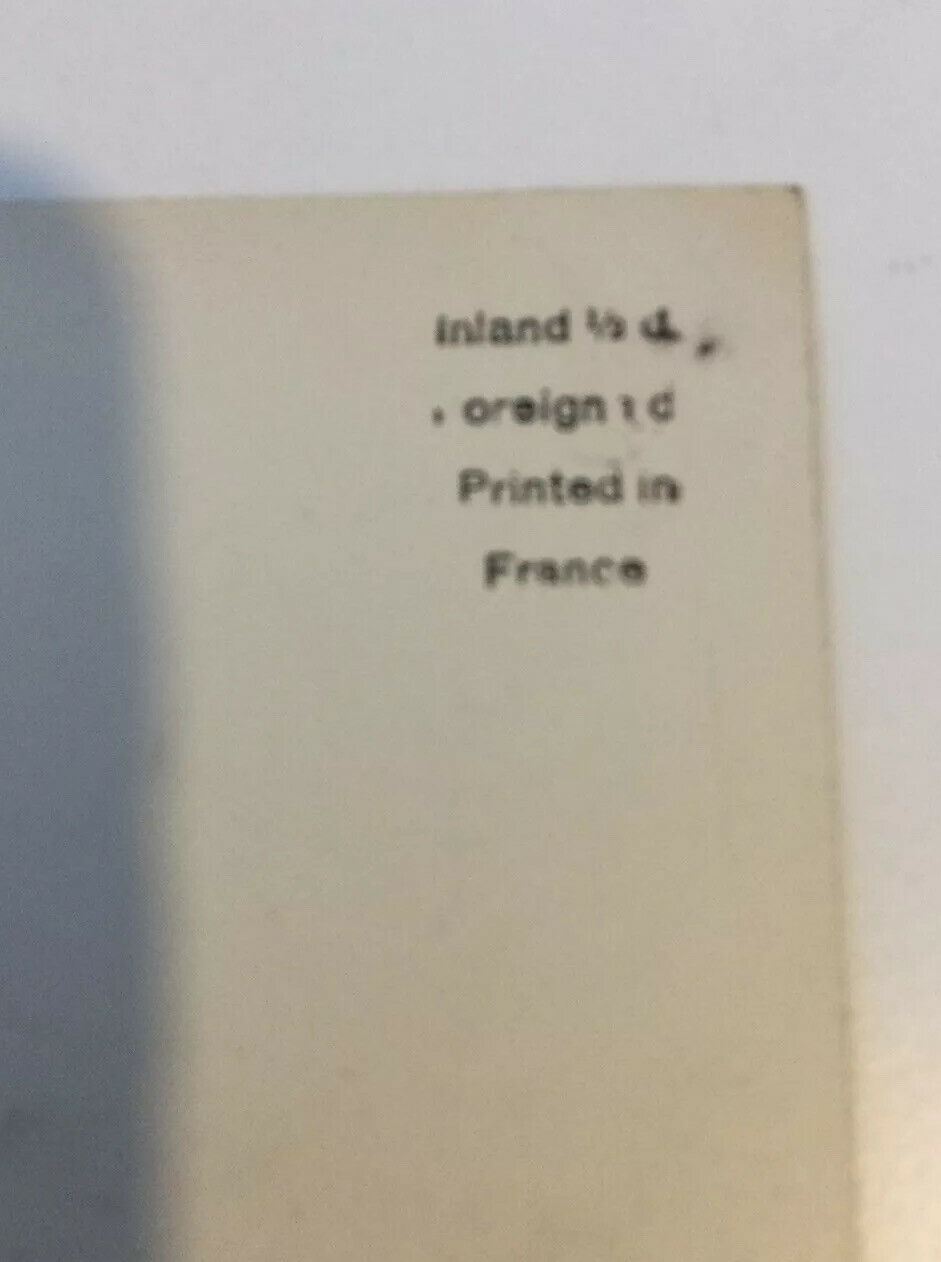 Inland ½ d.
oreign 1 d
Printed in
France